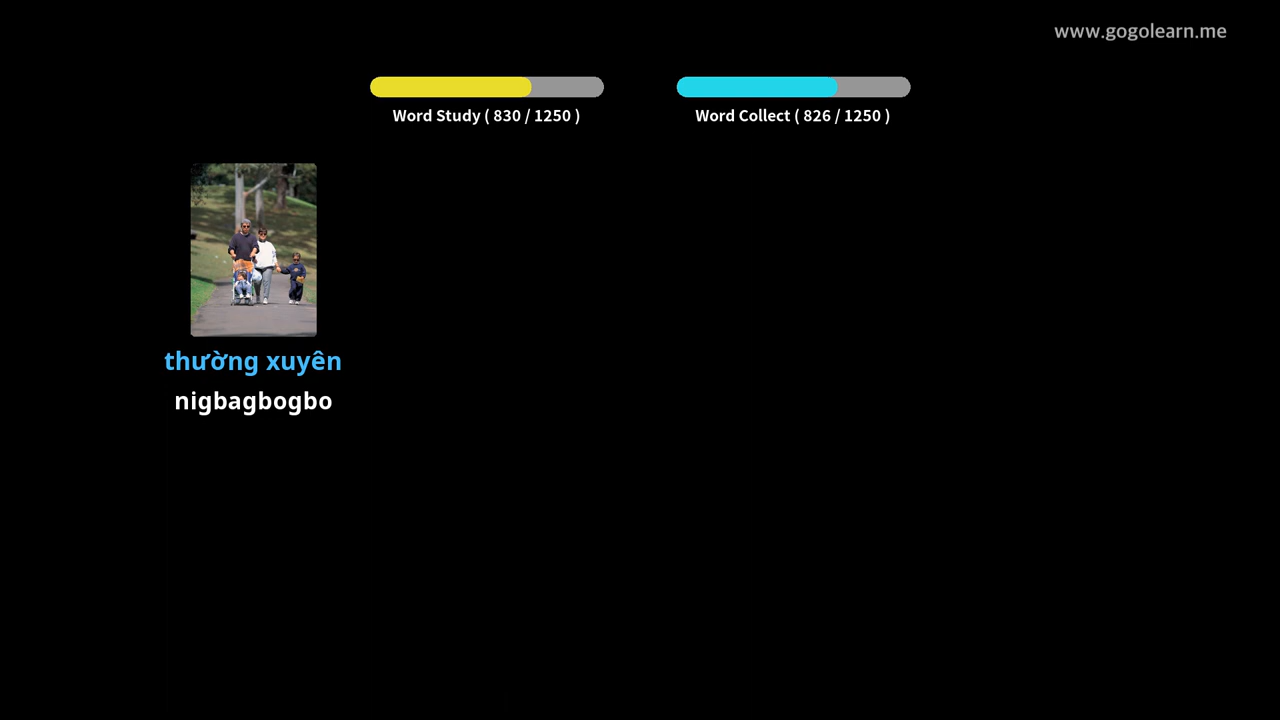 www.gogolearn.me
Word Study ( 830 / 1250 )
Word Collect ( 826 / 1250 )
thường xuyên
nigbagbogbo